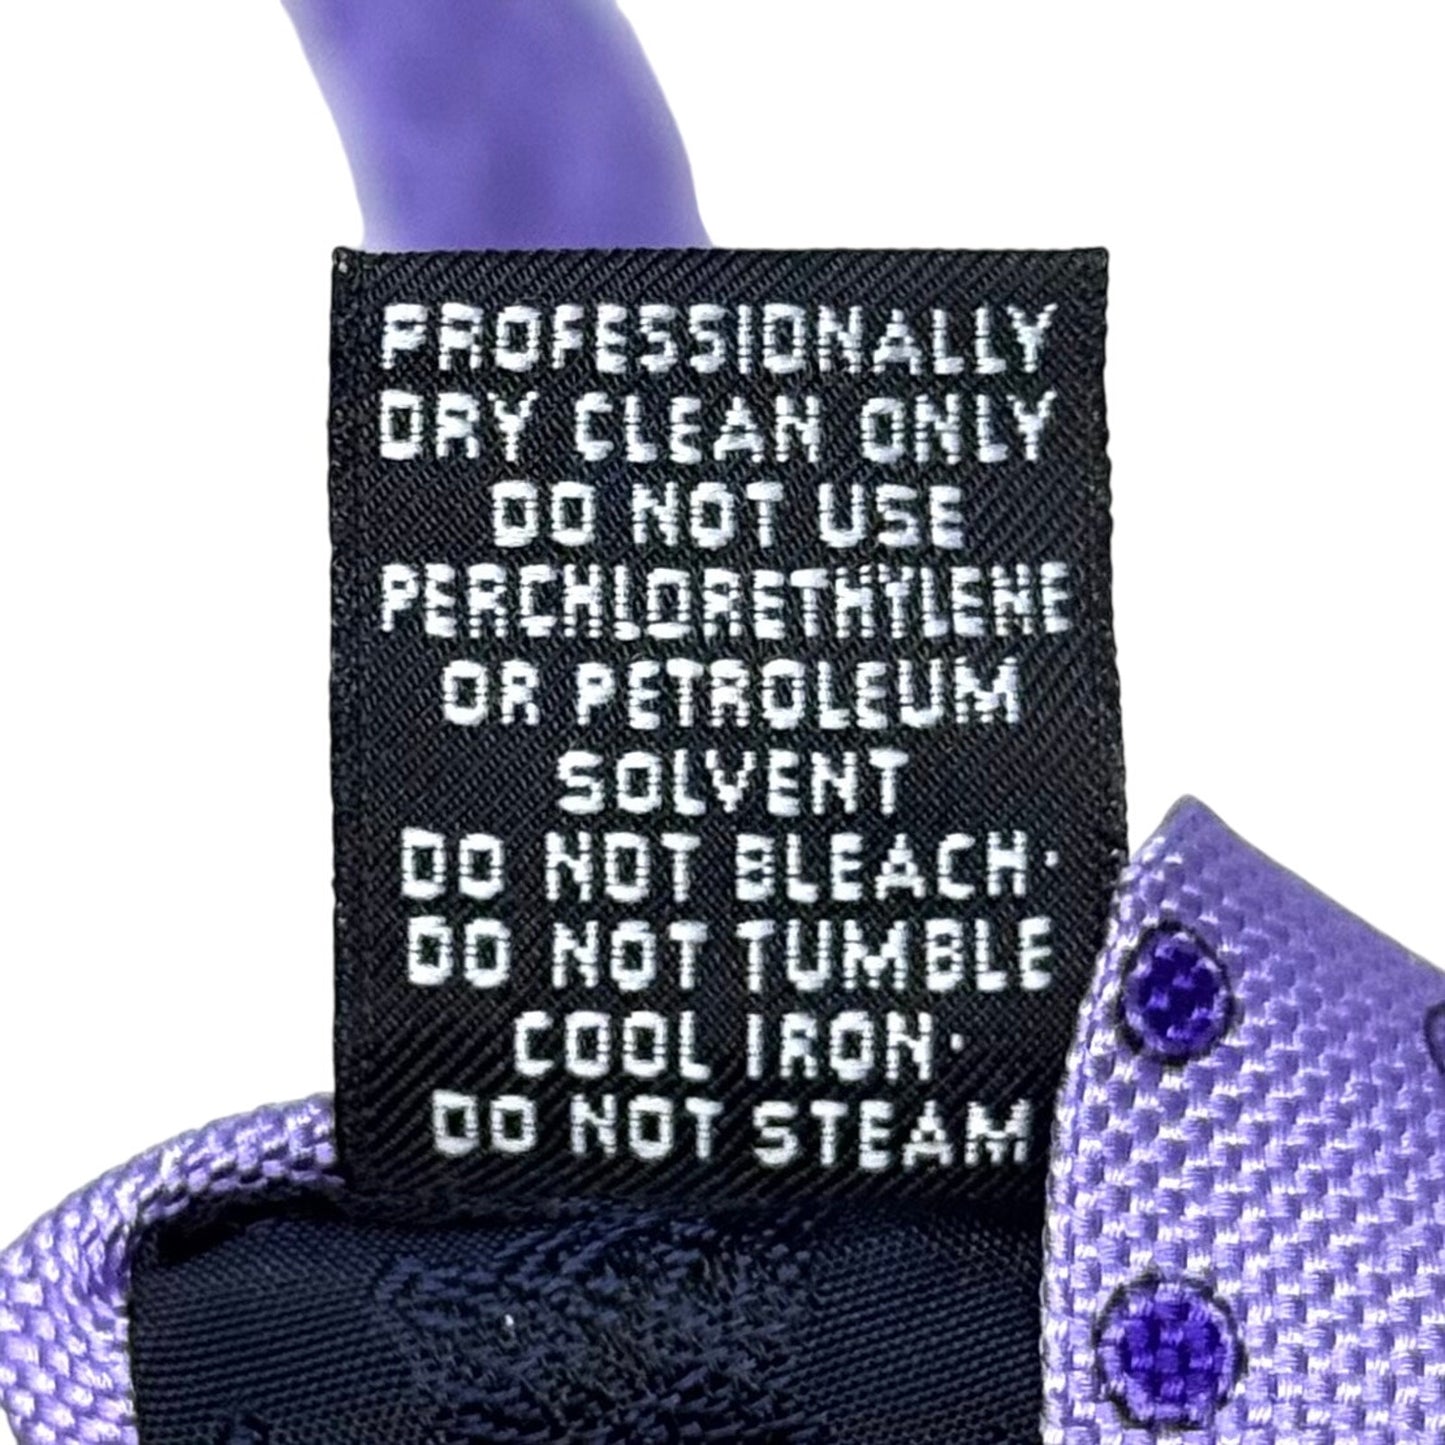 PROFESSIONALLY
DRY CLEAN ONLY
DO NOT USE
PERCHLORETHYLENE
OR PETROLEUM
SOLVENT
DO NOT BLEACH·
DO NOT TUMBLE
COOL IRON·
DO NOT STEAM